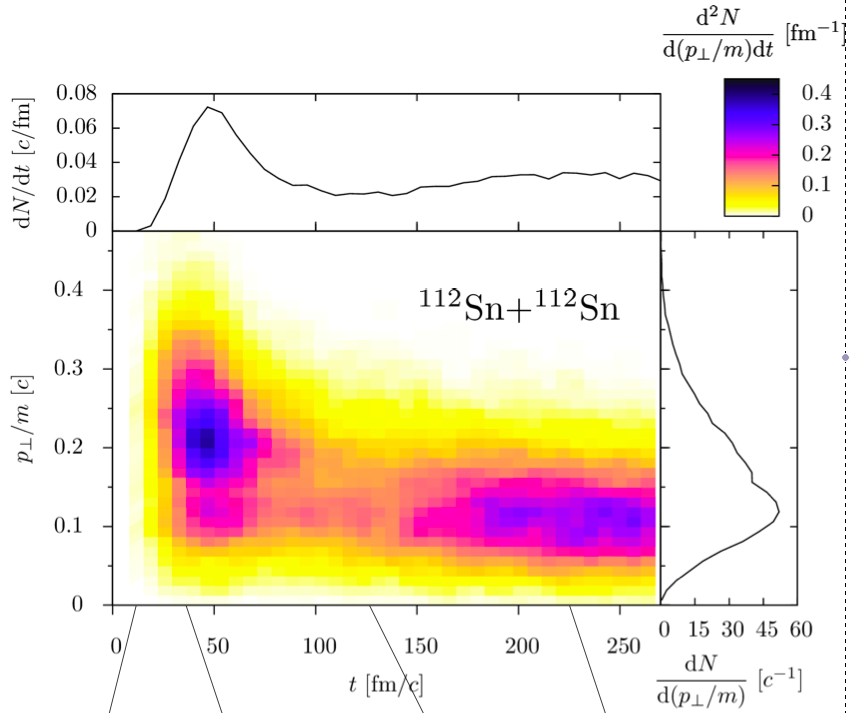 d²N
d(p⊥/m)dt [fm⁻¹]
0.4
0.3
0.2
0.1
0
dN/dt [c/fm]
0.08
0.06
0.04
0.02
0
¹¹²Sn+¹¹²Sn
p⊥/m [c]
0.4
0.3
0.2
0.1
0
0 50 100 150 200 250
t [fm/c]
0 15 30 45 60
dN
d(p⊥/m) [c⁻¹]